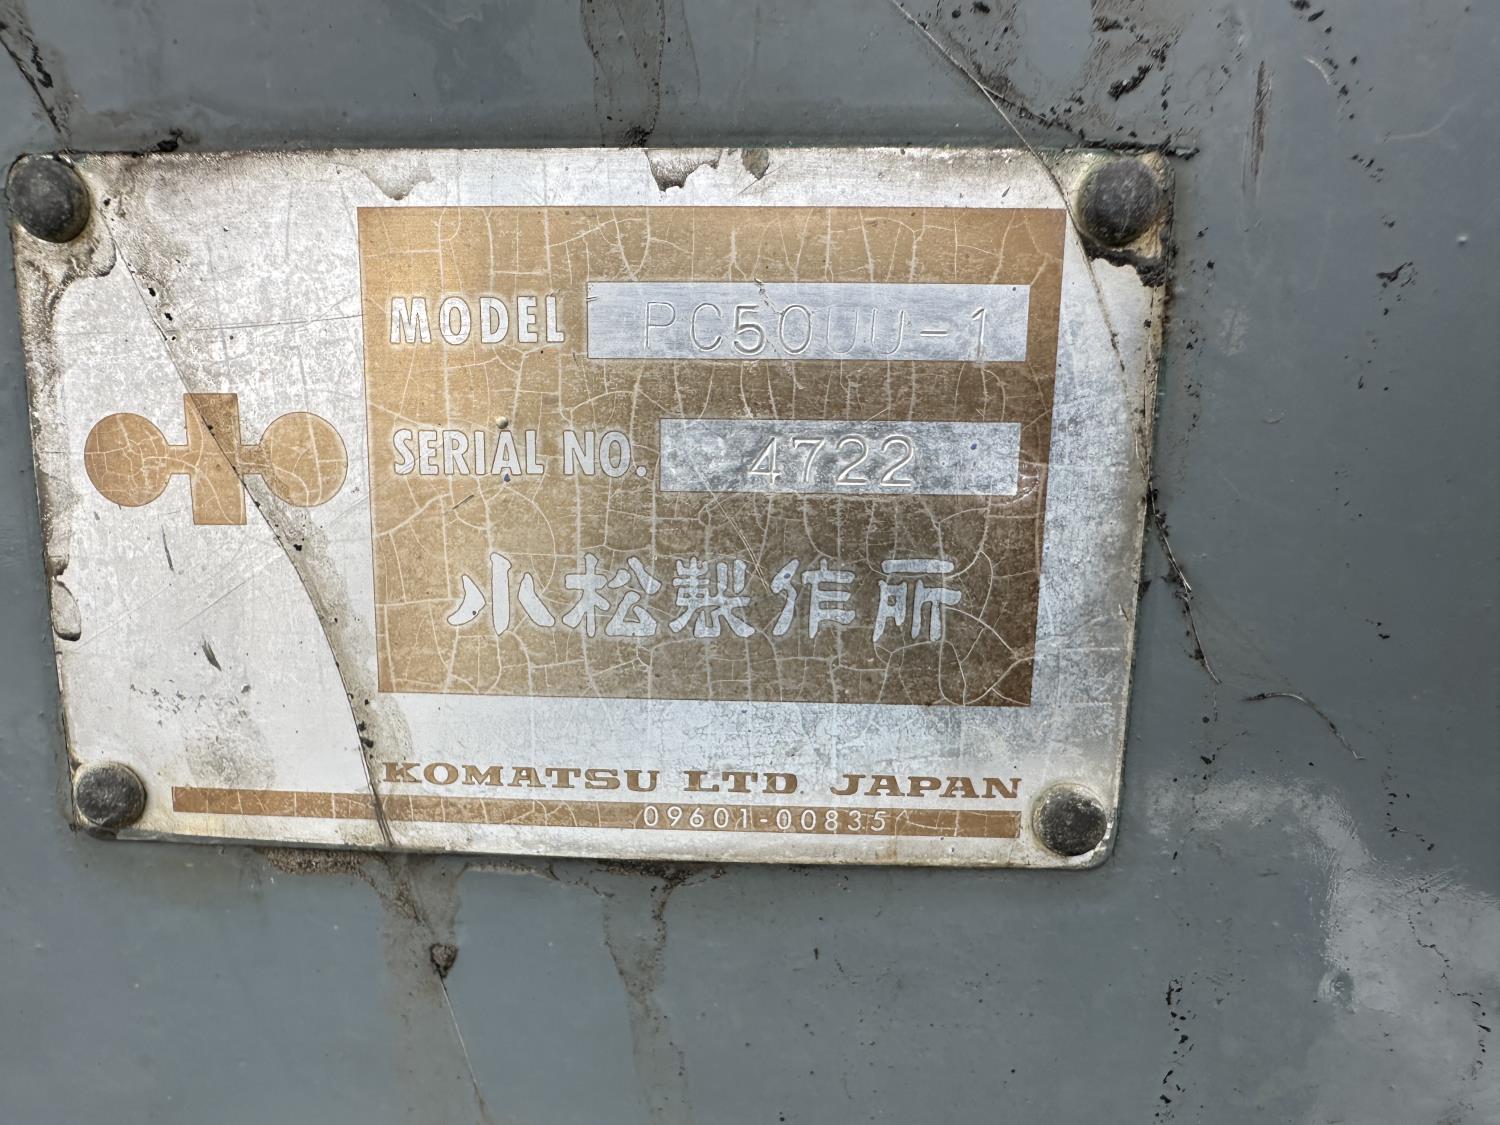 MODEL PC50UU-1
SERIAL NO. 4722
小松製作所
KOMATSU LTD. JAPAN
09601-00835